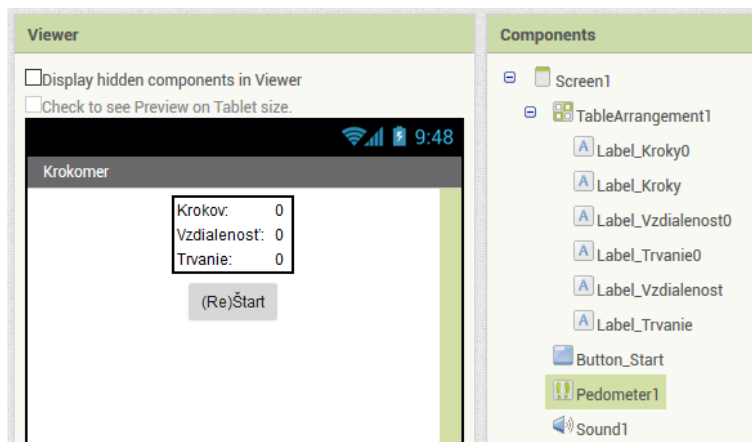 Viewer
Display hidden components in Viewer
Check to see Preview on Tablet size.
9:48
Krokomer
Krokov: 0
Vzdialenosť: 0
Trvanie: 0
(Re)Štart
Components
Screen1
TableArrangement1
A Label_Kroky0
A Label_Kroky
A Label_Vzdialenost0
A Label_Trvanie0
A Label_Vzdialenost
A Label_Trvanie
Button_Start
Pedometer1
Sound1